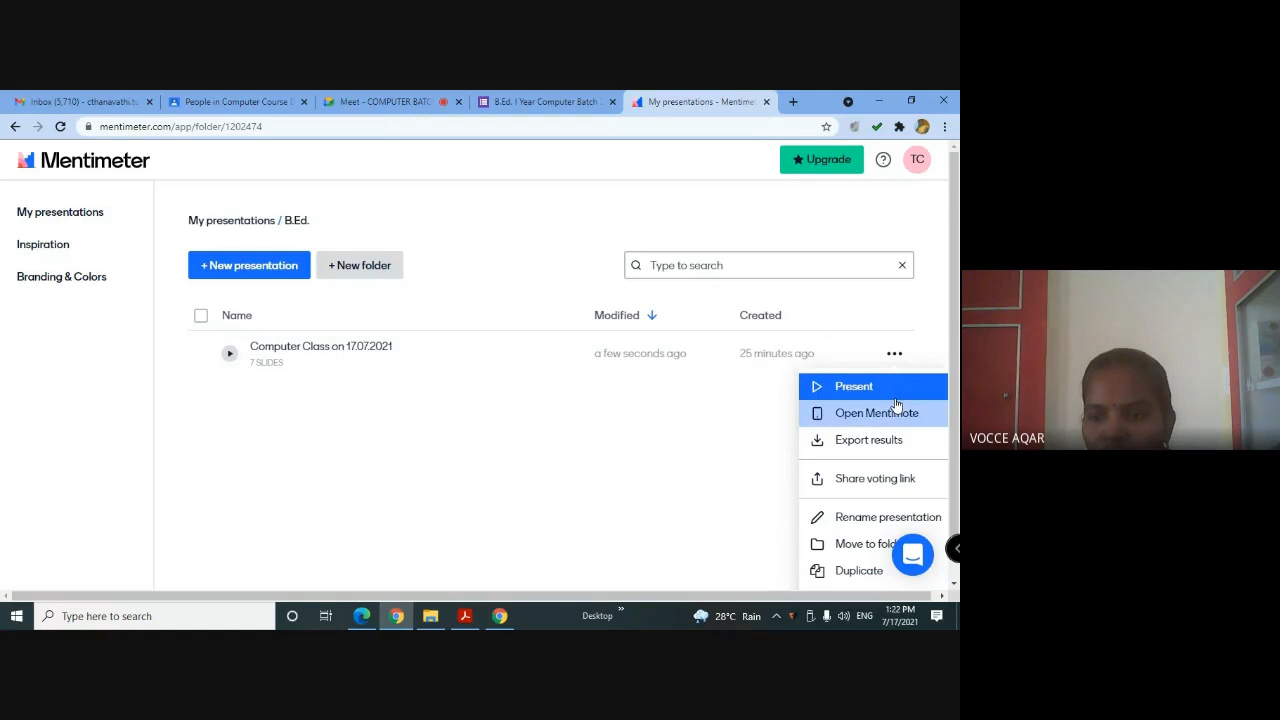 Inbox (5,710) - cthanavathi.t
People in Computer Course
Meet - COMPUTER BATC
B.Ed. I Year Computer Batch
My presentations - Mentime
mentimeter.com/app/folder/1202474
Mentimeter
Upgrade
TC
My presentations
Inspiration
Branding & Colors
My presentations / B.Ed.
+ New presentation
+ New folder
Type to search
Name
Modified
Created
Computer Class on 17.07.2021
7 SLIDES
a few seconds ago
25 minutes ago
Present
Open Mentimote
Export results
Share voting link
Rename presentation
Move to fol
Duplicate
VOCCE AQAR
Type here to search
Desktop
28°C Rain
ENG
1:22 PM
7/17/2021